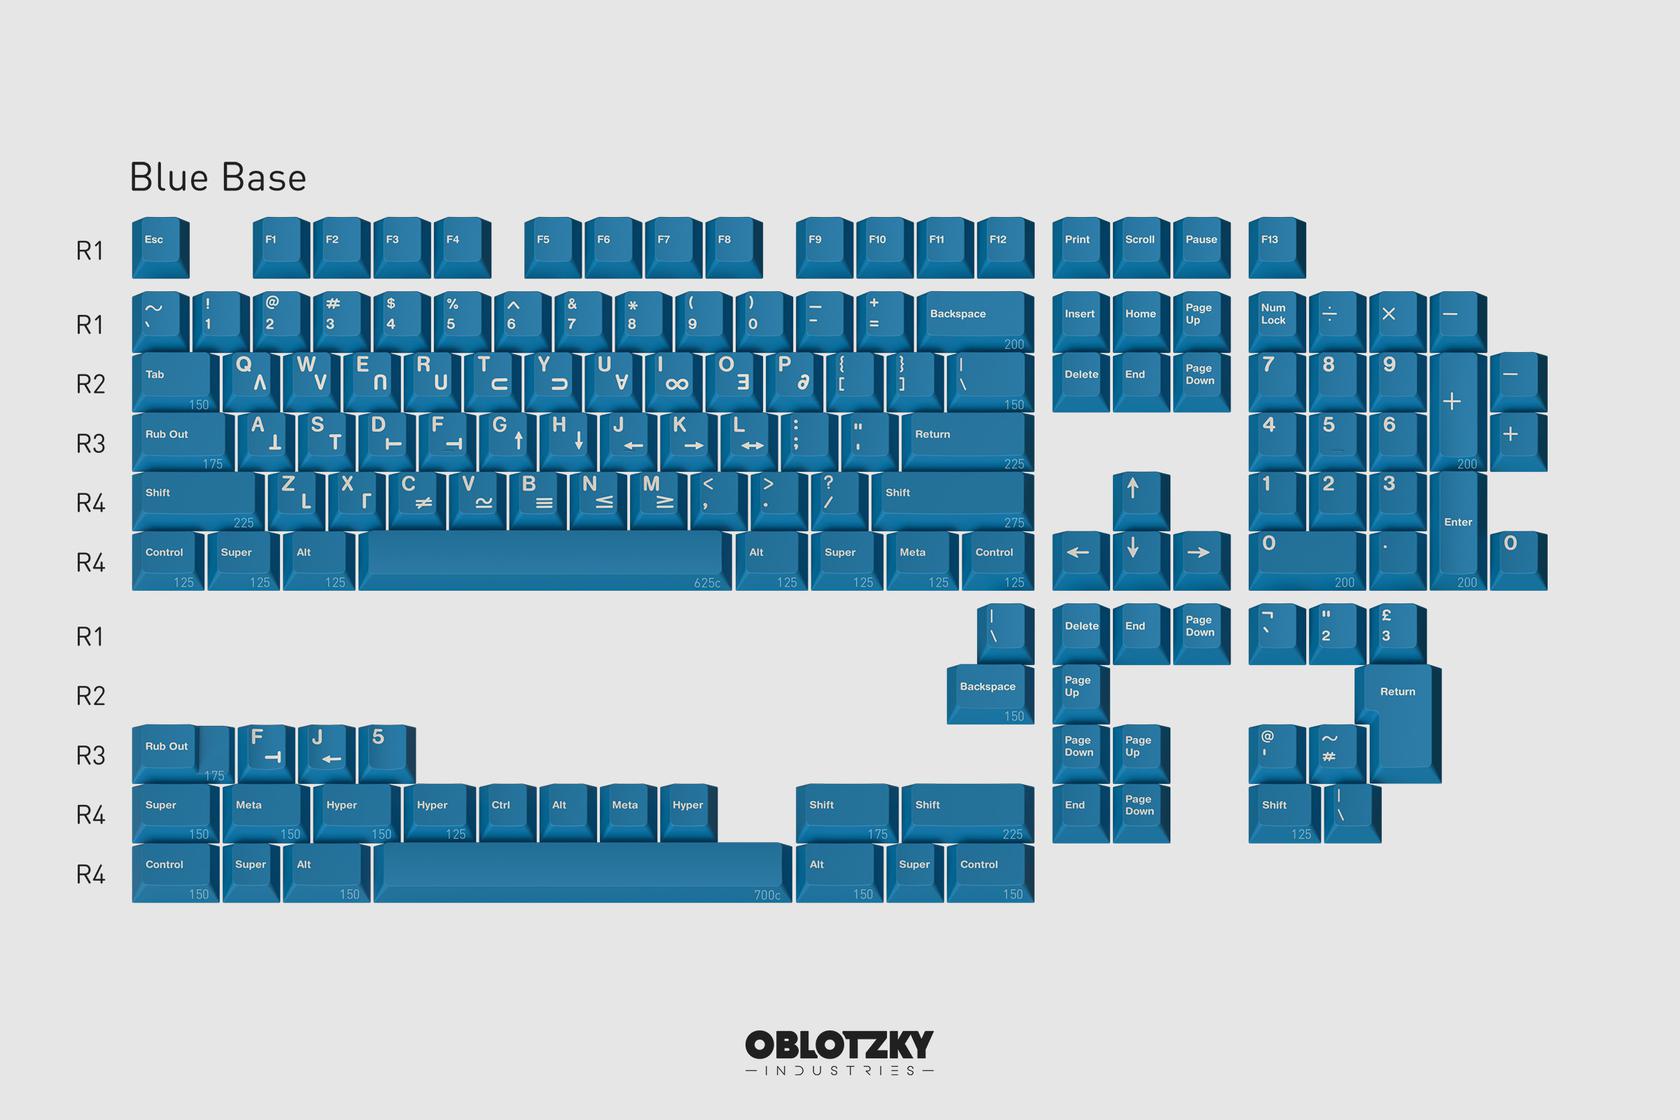 Blue Base
R1 Esc F1 F2 F3 F4 F5 F6 F7 F8 F9 F10 F11 F12 Print Scroll Pause F13
R1 ~ ` ! 1 @ 2 # 3 $ 4 % 5 ^ 6 & 7 * 8 ( 9 ) 0 — - + = Backspace 200 Insert Home Page Up Num Lock ÷ × −
R2 Tab 150 Q ∧ W ∨ E ∩ R ∪ T ⊂ Y ⊃ U ∀ I ∞ O ∃ P ∂ { [ } ] | \ 150 Delete End Page Down 7 8 9 + 200 −
R3 Rub Out 175 A ⊥ S ⊤ D ⊢ F ⊣ G ↑ H ↓ J ← K → L ↔ : ; " ' Return 225 4 5 6 +
R4 Shift 225 Z L X Γ C ≠ V ≃ B ≡ N ≤ M ≥ < , > . ? / Shift 275 ↑ 1 2 3 Enter 200
R4 Control 125 Super 125 Alt 125 625c Alt 125 Super 125 Meta 125 Control 125 ← ↓ → 0 200 . 0
R1 | \ Delete End Page Down ¬ ` " 2 £ 3
R2 Backspace 150 Page Up Return
R3 Rub Out 175 F ⊣ J ← 5 Page Down Page Up @ ' ~ #
R4 Super 150 Meta 150 Hyper 150 Hyper 125 Ctrl Alt Meta Hyper Shift 175 Shift 225 End Page Down Shift 125 | \
R4 Control 150 Super Alt 150 700c Alt 150 Super Control 150
OBLOTZKY
INDUSTRIES